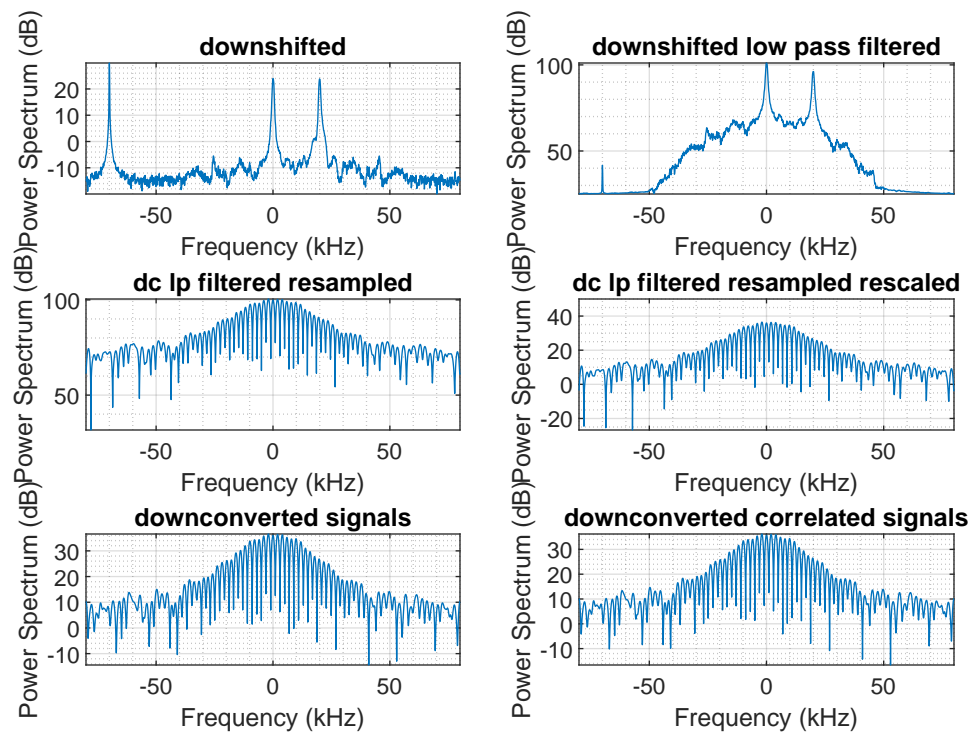 downshifted
Power Spectrum (dB)
20
10
0
-10
-50
0
50
Frequency (kHz)
downshifted low pass filtered
Power Spectrum (dB)
100
50
-50
0
50
Frequency (kHz)
dc lp filtered resampled
Power Spectrum (dB)
100
50
-50
0
50
Frequency (kHz)
dc lp filtered resampled rescaled
Power Spectrum (dB)
40
20
0
-20
-50
0
50
Frequency (kHz)
downconverted signals
Power Spectrum (dB)
30
20
10
0
-10
-50
0
50
Frequency (kHz)
downconverted correlated signals
Power Spectrum (dB)
30
20
10
0
-10
-50
0
50
Frequency (kHz)